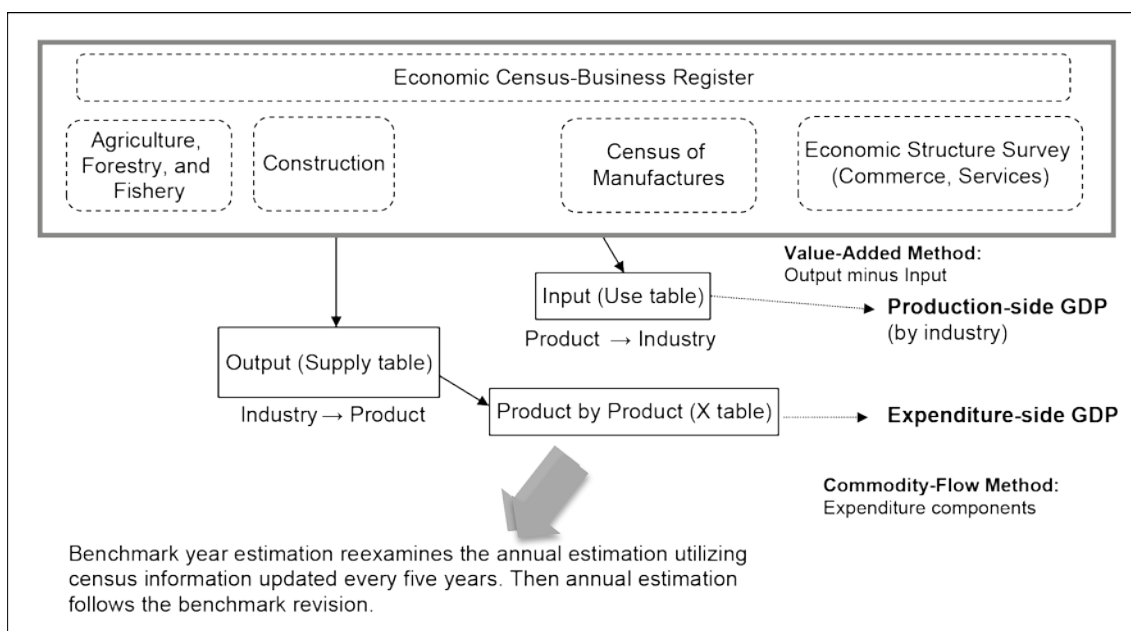 Economic Census-Business Register
Agriculture,
Forestry, and
Fishery
Construction
Census of
Manufactures
Economic Structure Survey
(Commerce, Services)
Value-Added Method:
Output minus Input
Input (Use table)
Production-side GDP
(by industry)
Product → Industry
Output (Supply table)
Industry → Product
Product by Product (X table)
Expenditure-side GDP
Commodity-Flow Method:
Expenditure components
Benchmark year estimation reexamines the annual estimation utilizing
census information updated every five years. Then annual estimation
follows the benchmark revision.